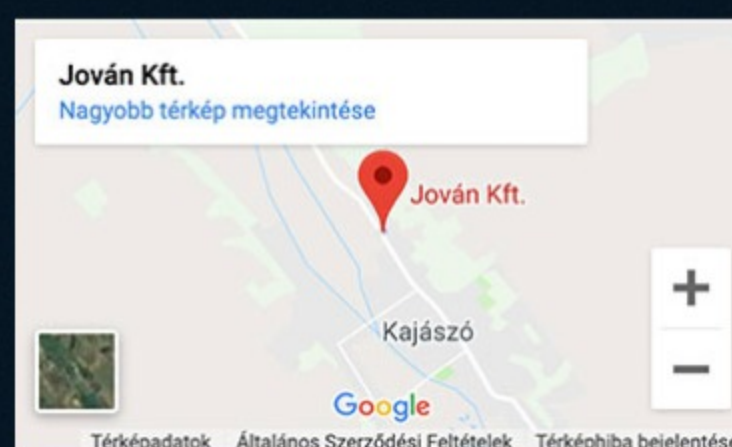 Jován Kft.
Nagyobb térkép megtekintése
Jován Kft.
Kajászó
Google
Térképadatok Általános Szerződési Feltételek Térképhiba bejelentése